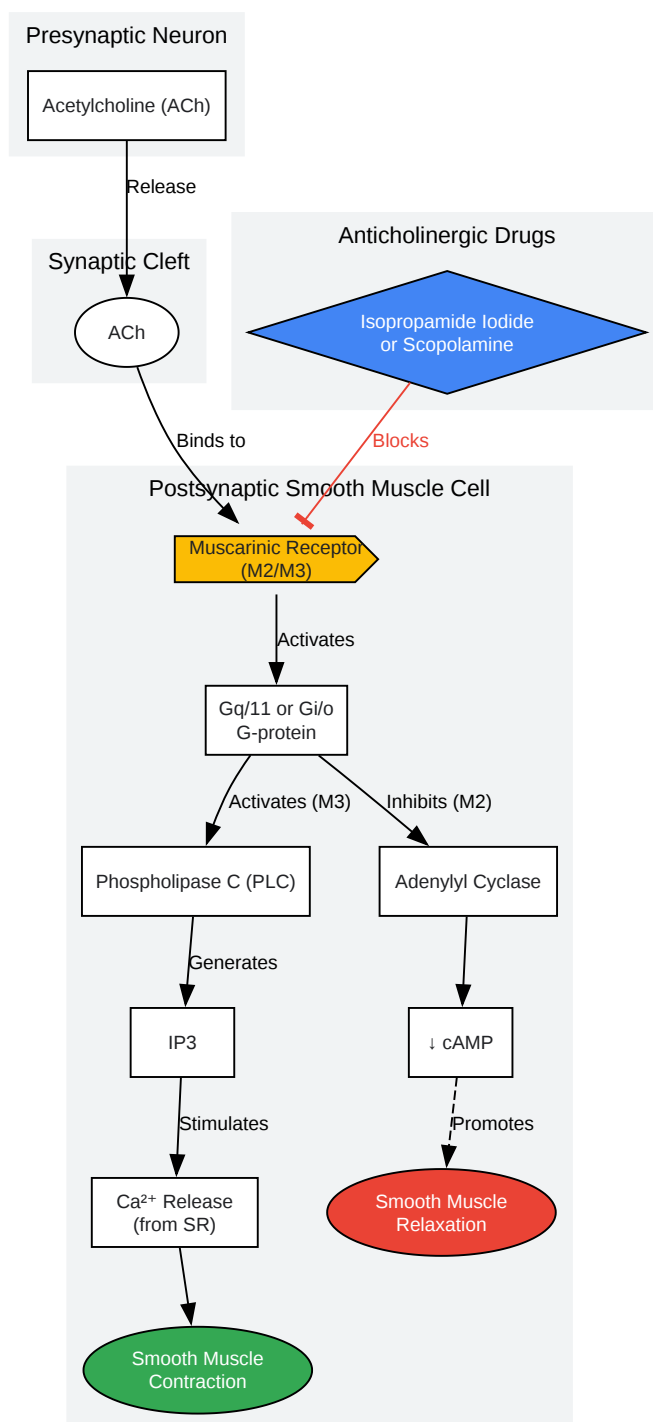 Presynaptic Neuron
Acetylcholine (ACh)
Release
Synaptic Cleft
ACh
Anticholinergic Drugs
Isopropamide Iodide
or Scopolamine
Binds to
Blocks
Postsynaptic Smooth Muscle Cell
Muscarinic Receptor
(M2/M3)
Activates
Gq/11 or Gi/o
G-protein
Activates (M3)
Inhibits (M2)
Phospholipase C (PLC)
Adenylyl Cyclase
Generates
IP3
↓ cAMP
Stimulates
Promotes
Ca²⁺ Release
(from SR)
Smooth Muscle
Relaxation
Smooth Muscle
Contraction